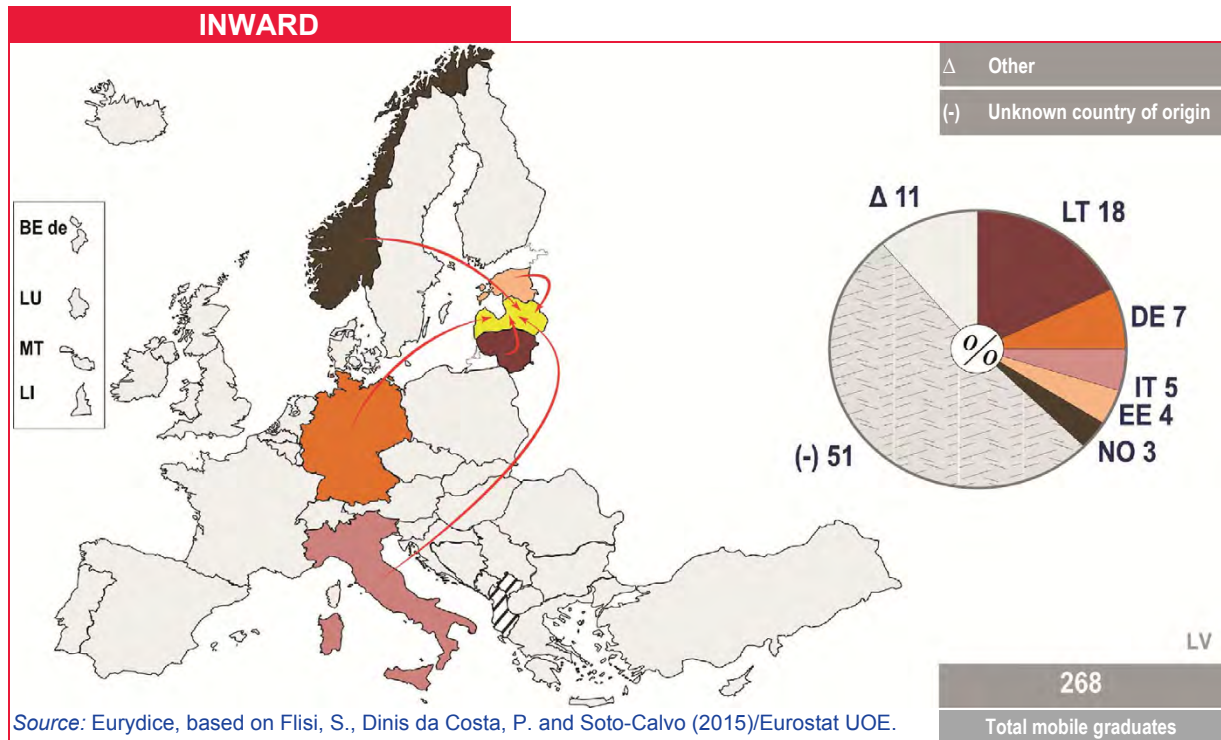 INWARD
Δ Other
(-) Unknown country of origin
BE de
LU
MT
LI
Δ 11
LT 18
DE 7
IT 5
EE 4
NO 3
(-) 51
%
LV
268
Total mobile graduates
Source: Eurydice, based on Flisi, S., Dinis da Costa, P. and Soto-Calvo (2015)/Eurostat UOE.